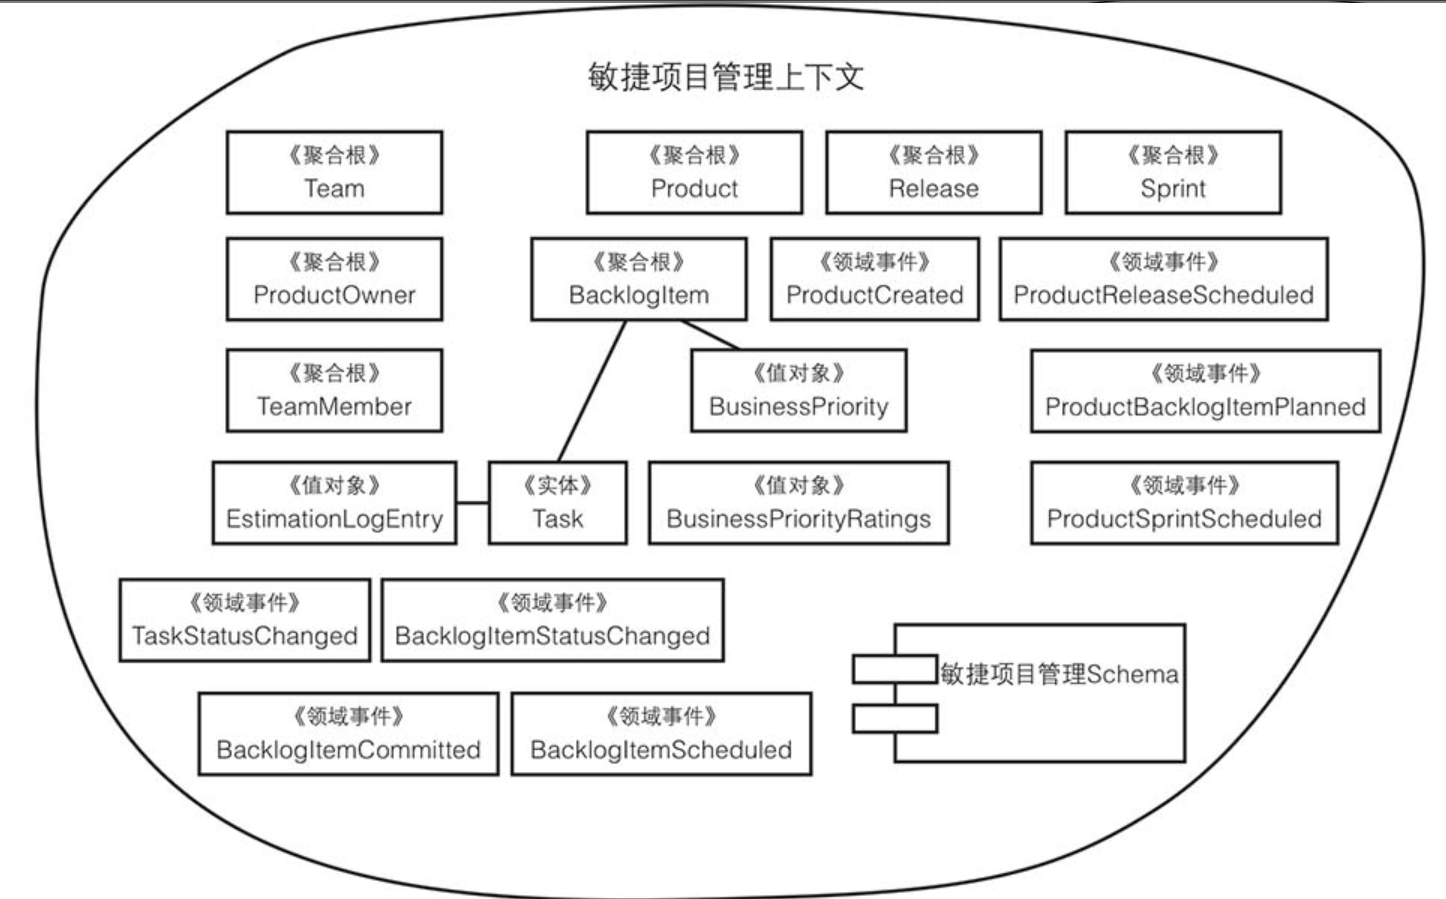 敏捷项目管理上下文
《聚合根》
Team
《聚合根》
Product
《聚合根》
Release
《聚合根》
Sprint
《聚合根》
ProductOwner
《聚合根》
BacklogItem
《领域事件》
ProductCreated
《领域事件》
ProductReleaseScheduled
《聚合根》
TeamMember
《值对象》
BusinessPriority
《领域事件》
ProductBacklogItemPlanned
《值对象》
EstimationLogEntry
《实体》
Task
《值对象》
BusinessPriorityRatings
《领域事件》
ProductSprintScheduled
《领域事件》
TaskStatusChanged
《领域事件》
BacklogItemStatusChanged
敏捷项目管理Schema
《领域事件》
BacklogItemCommitted
《领域事件》
BacklogItemScheduled